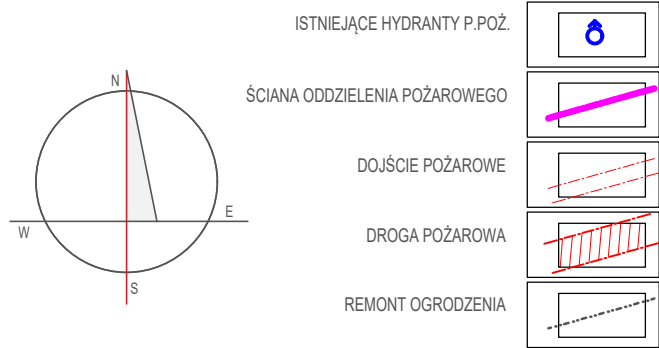 ISTNIEJĄCE HYDRANTY P.POŻ.
N
ŚCIANA ODDZIELENIA POŻAROWEGO
DOJŚCIE POŻAROWE
E
W
DROGA POŻAROWA
S
REMONT OGRODZENIA